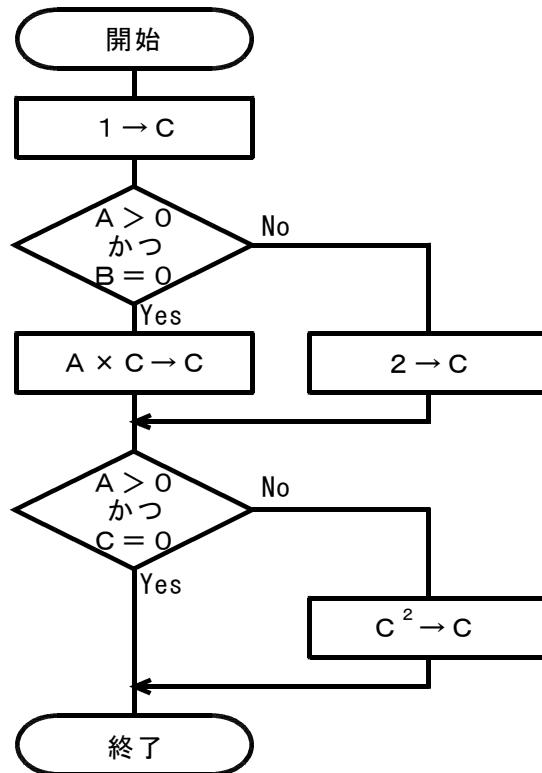 開始
1→C
A>0
かつ
B=0
No
Yes
A×C→C
2→C
A>0
かつ
C=0
No
Yes
C²→C
終了